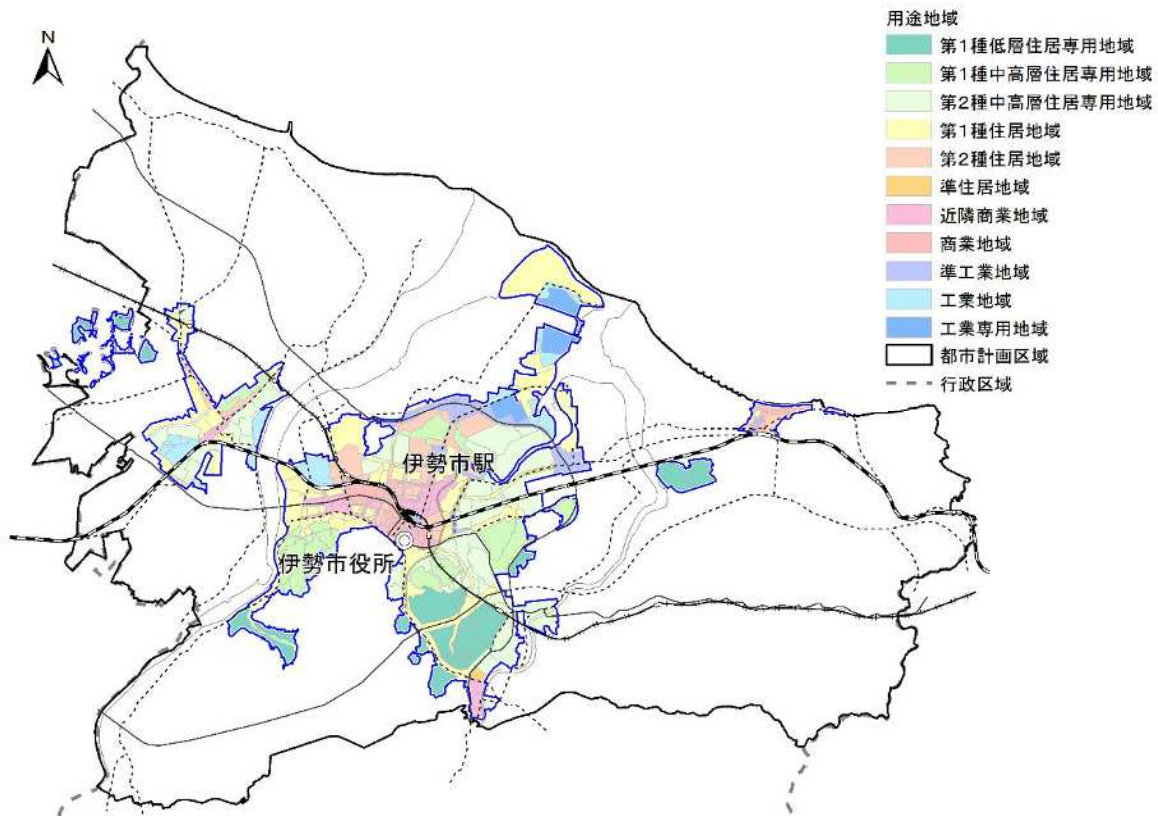 N
用途地域
第1種低層住居専用地域
第1種中高層住居専用地域
第2種中高層住居専用地域
第1種住居地域
第2種住居地域
準住居地域
近隣商業地域
商業地域
準工業地域
工業地域
工業専用地域
都市計画区域
行政区域
伊勢市駅
伊勢市役所